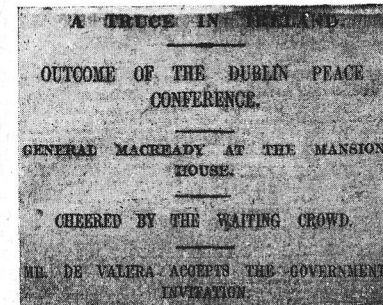 A TRUCE IN IRELAND.
OUTCOME OF THE DUBLIN PEACE
CONFERENCE.
GENERAL MACREADY AT THE MANSION
HOUSE.
CHEERED BY THE WAITING CROWD.
MR. DE VALERA ACCEPTS THE GOVERNMENT
INVITATION.